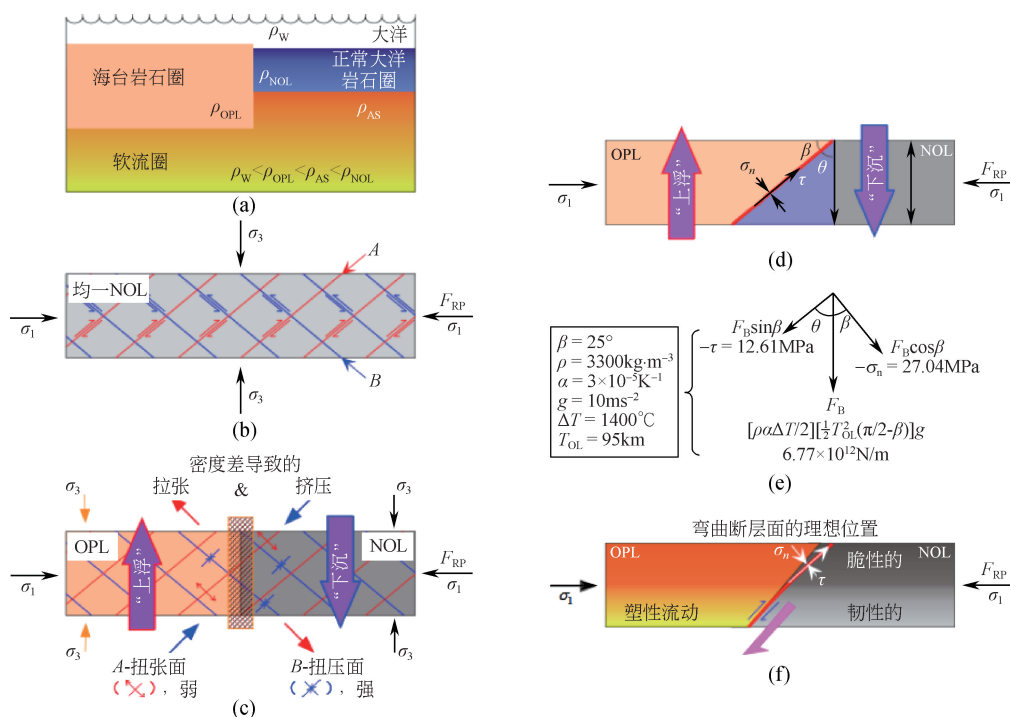 ρW
大洋
海台岩石圈
ρNOL
正常大洋
岩石圈
ρOPL
ρAS
软流圈
ρW<ρOPL<ρAS<ρNOL
(a)
σ3
A
均一NOL
σ1
FRP
σ1
B
σ3
(b)
密度差导致的
拉张 & 挤压
σ3
σ3
OPL
NOL
“上浮”
“下沉”
σ1
FRP
σ1
σ3
σ3
A-扭张面
( ), 弱
B-扭压面
( ), 强
(c)
OPL
NOL
“上浮”
“下沉”
σn
τ
β
θ
σ1
FRP
σ1
(d)
β = 25°
ρ = 3300kg·m⁻³
α = 3×10⁻⁵K⁻¹
g = 10ms⁻²
ΔT = 1400℃
TOL = 95km
θ
β
FBsinβ
−τ = 12.61MPa
FBcosβ
−σn = 27.04MPa
FB
[ραΔT/2][½T²OL(π/2-β)]g
6.77×10¹²N/m
(e)
弯曲断层面的理想位置
OPL
NOL
σn
τ
脆性的
塑性流动
韧性的
σ1
FRP
σ1
(f)